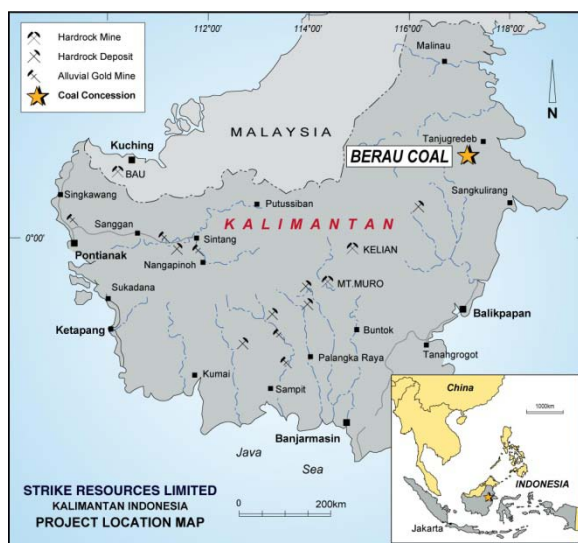 112°00'
114°00'
116°00'
118°00'
Hardrock Mine
Hardrock Deposit
Alluvial Gold Mine
Coal Concession
Malinau
N
MALAYSIA
Kuching
BAU
Tanjugredeb
BERAU COAL
Singkawang
Putussiban
Sangkulirang
KALIMANTAN
Sanggan
Sintang
0°00'
Pontianak
KELIAN
Nangapinoh
Sukadana
MT.MURO
Balikpapan
Ketapang
Buntok
Palangka Raya
Tanahgrogot
Kumai
Sampit
Banjarmasin
Java
Sea
STRIKE RESOURCES LIMITED
KALIMANTAN INDONESIA
PROJECT LOCATION MAP
0
200km
China
1000km
INDONESIA
Jakarta